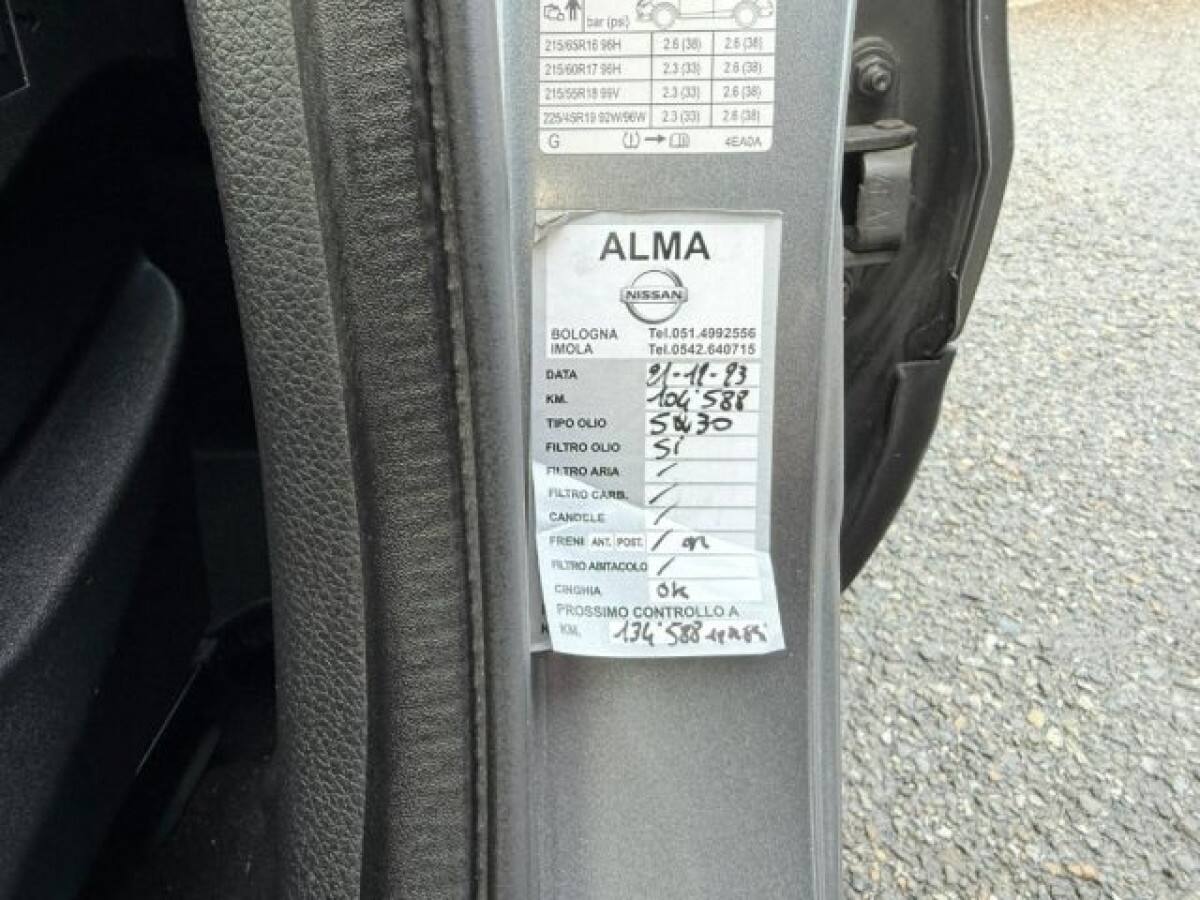 bar (psi)
215/65R16 98H 2.6 (38) 2.6 (38)
215/60R17 96H 2.3 (33) 2.6 (38)
215/55R18 99V 2.3 (33) 2.6 (38)
225/45R19 92W/96W 2.3 (33) 2.6 (38)
G 4EA0A
ALMA
NISSAN
BOLOGNA Tel.051.4992556
IMOLA Tel.0542.640715
DATA
KM. 104'588
TIPO OLIO 5W30
FILTRO OLIO Si
FILTRO ARIA /
FILTRO CARB. /
CANDELE /
FRENI ANT. POST. /
FILTRO ABITACOLO /
CINGHIA Ok
PROSSIMO CONTROLLO A
KM. 134'588